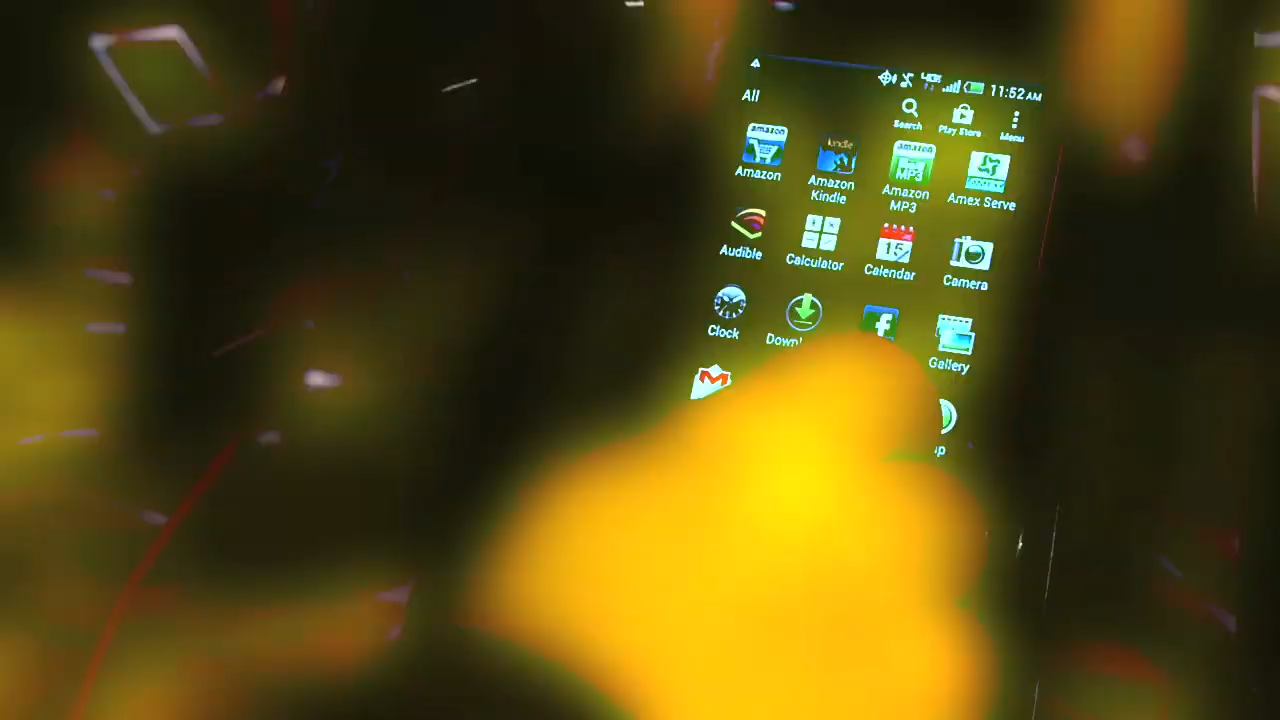 4G 11:52 AM
All
Search Play Store Menu
amazon kindle amazon MP3
Amazon Amazon Kindle Amazon MP3 Amex Serve
15
Audible Calculator Calendar Camera
f
Clock Gallery